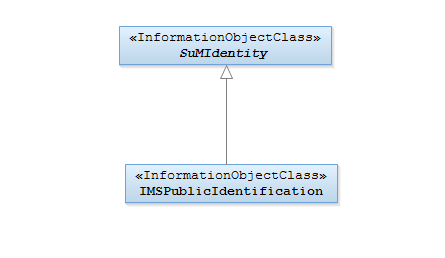 «InformationObjectClass»
SuMIdentity
«InformationObjectClass»
IMSPublicIdentification